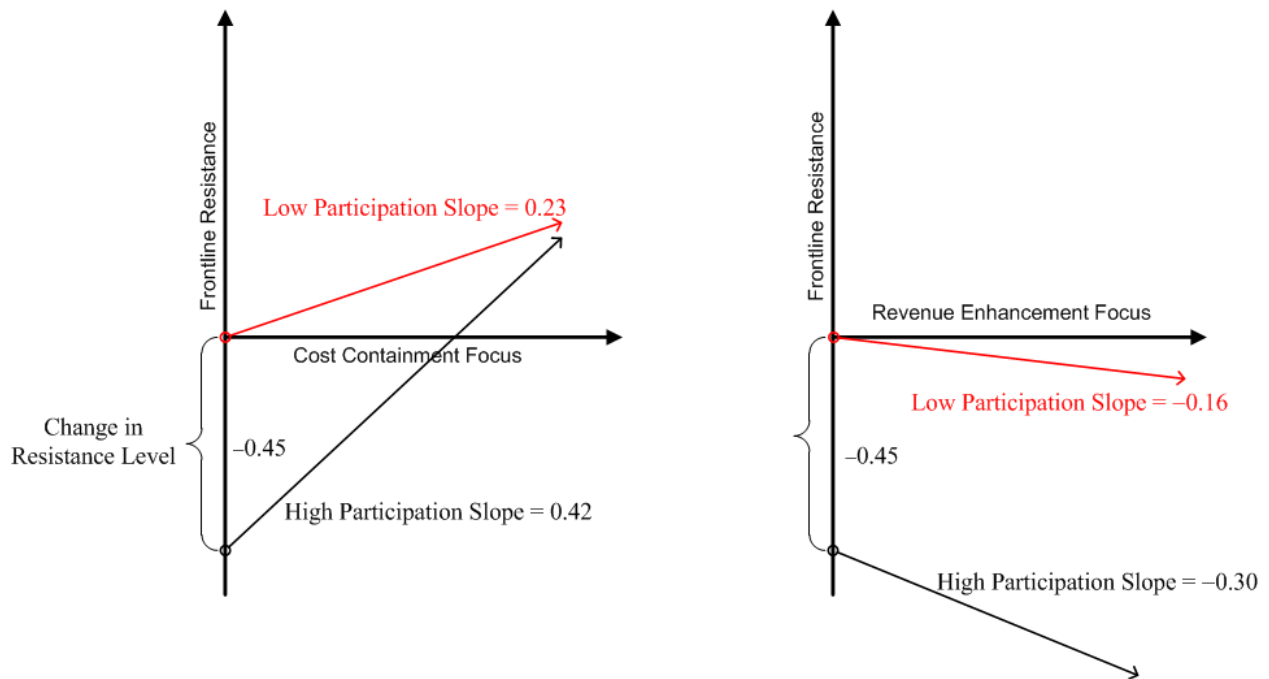 Frontline Resistance
Low Participation Slope = 0.23
Cost Containment Focus
Change in
Resistance Level
–0.45
High Participation Slope = 0.42
Frontline Resistance
Revenue Enhancement Focus
Low Participation Slope = –0.16
–0.45
High Participation Slope = –0.30